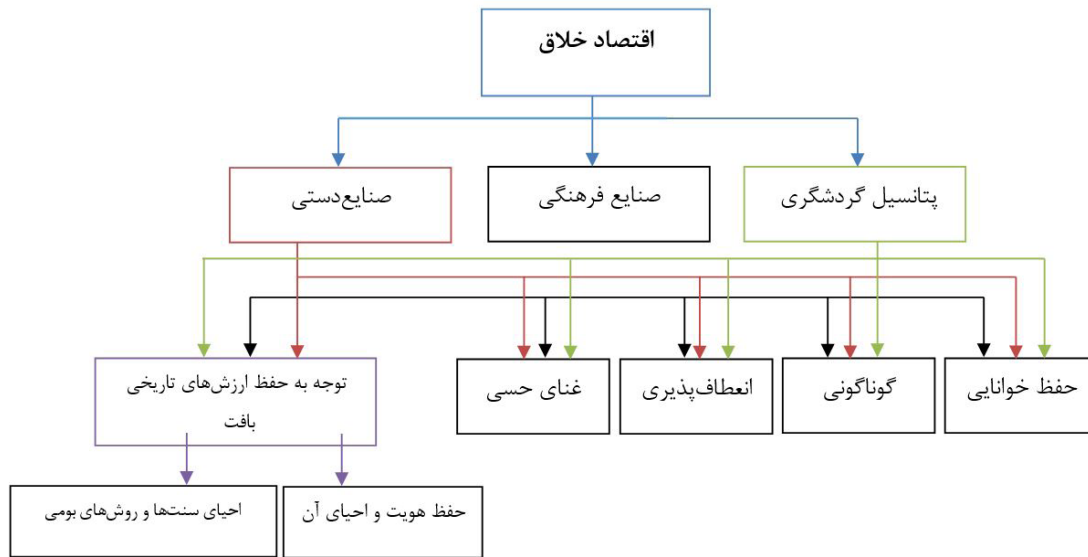 اقتصاد خلاق
پتانسیل گردشگری
صنایع فرهنگی
صنایع‌دستی
حفظ خوانایی
گوناگونی
انعطاف‌پذیری
غنای حسی
توجه به حفظ ارزش‌های تاریخی
بافت
حفظ هویت و احیای آن
احیای سنت‌ها و روش‌های بومی